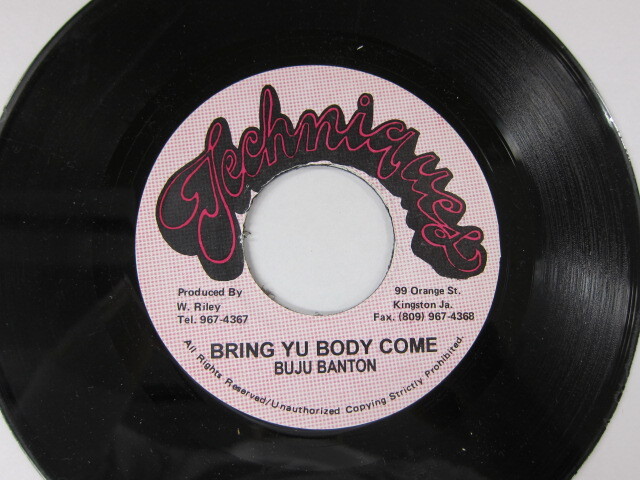 Techniques
Produced By
W. Riley
Tel. 967-4367
99 Orange St.
Kingston Ja.
Fax. (809) 967-4368
BRING YU BODY COME
BUJU BANTON
All Rights Reserved/Unauthorized Copying Strictly Prohibited.